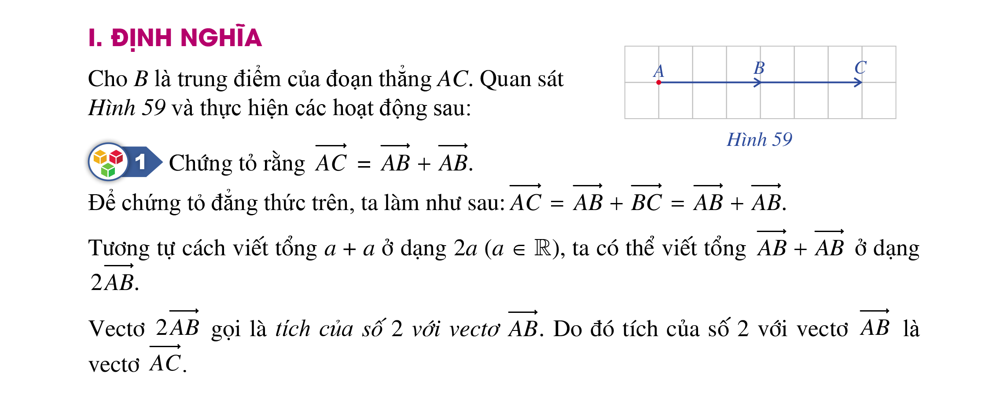 I. ĐỊNH NGHĨA
Cho B là trung điểm của đoạn thẳng AC. Quan sát
Hình 59 và thực hiện các hoạt động sau:
A B C
Hình 59
1 Chứng tỏ rằng $\overrightarrow{AC} = \overrightarrow{AB} + \overrightarrow{AB}$.
Để chứng tỏ đẳng thức trên, ta làm như sau: $\overrightarrow{AC} = \overrightarrow{AB} + \overrightarrow{BC} = \overrightarrow{AB} + \overrightarrow{AB}$.
Tương tự cách viết tổng a + a ở dạng 2a (a ∈ ℝ), ta có thể viết tổng $\overrightarrow{AB} + \overrightarrow{AB}$ ở dạng
$2\overrightarrow{AB}$.
Vectơ $2\overrightarrow{AB}$ gọi là tích của số 2 với vectơ $\overrightarrow{AB}$. Do đó tích của số 2 với vectơ $\overrightarrow{AB}$ là
vectơ $\overrightarrow{AC}$.